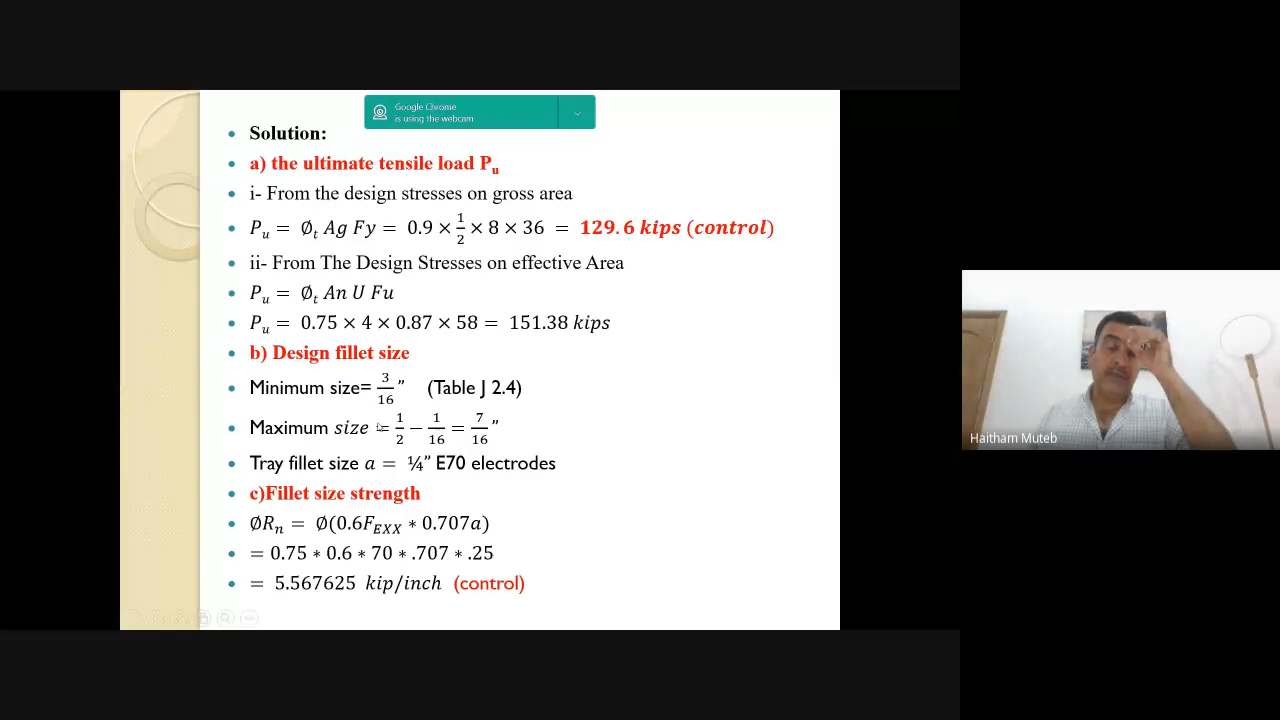 Google Chrome
is using the webcam
Solution:
a) the ultimate tensile load Pu
i- From the design stresses on gross area
Pu = ∅t Ag Fy = 0.9 × 1/2 × 8 × 36 = 129.6 kips (control)
ii- From The Design Stresses on effective Area
Pu = ∅t An U Fu
Pu = 0.75 × 4 × 0.87 × 58 = 151.38 kips
b) Design fillet size
Minimum size= 3/16 ” (Table J 2.4)
Maximum size = 1/2 − 1/16 = 7/16 ”
Tray fillet size a = ¼” E70 electrodes
c)Fillet size strength
∅Rn = ∅(0.6FEXX ∗ 0.707a)
= 0.75 ∗ 0.6 ∗ 70 ∗ .707 ∗ .25
= 5.567625 kip/inch (control)
Haitham Muteb